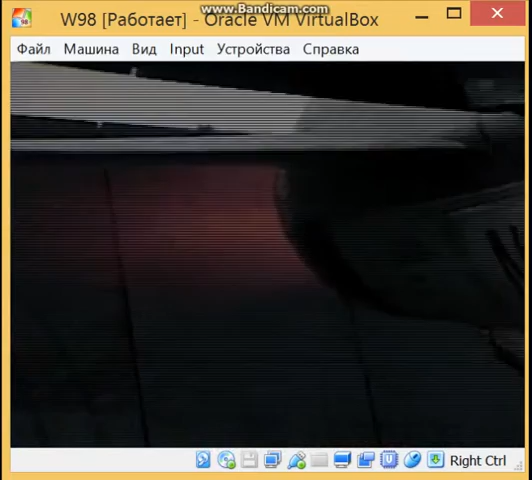 www.Bandicam.com
W98 [Работает] - Oracle VM VirtualBox
Файл Машина Вид Input Устройства Справка
Right Ctrl